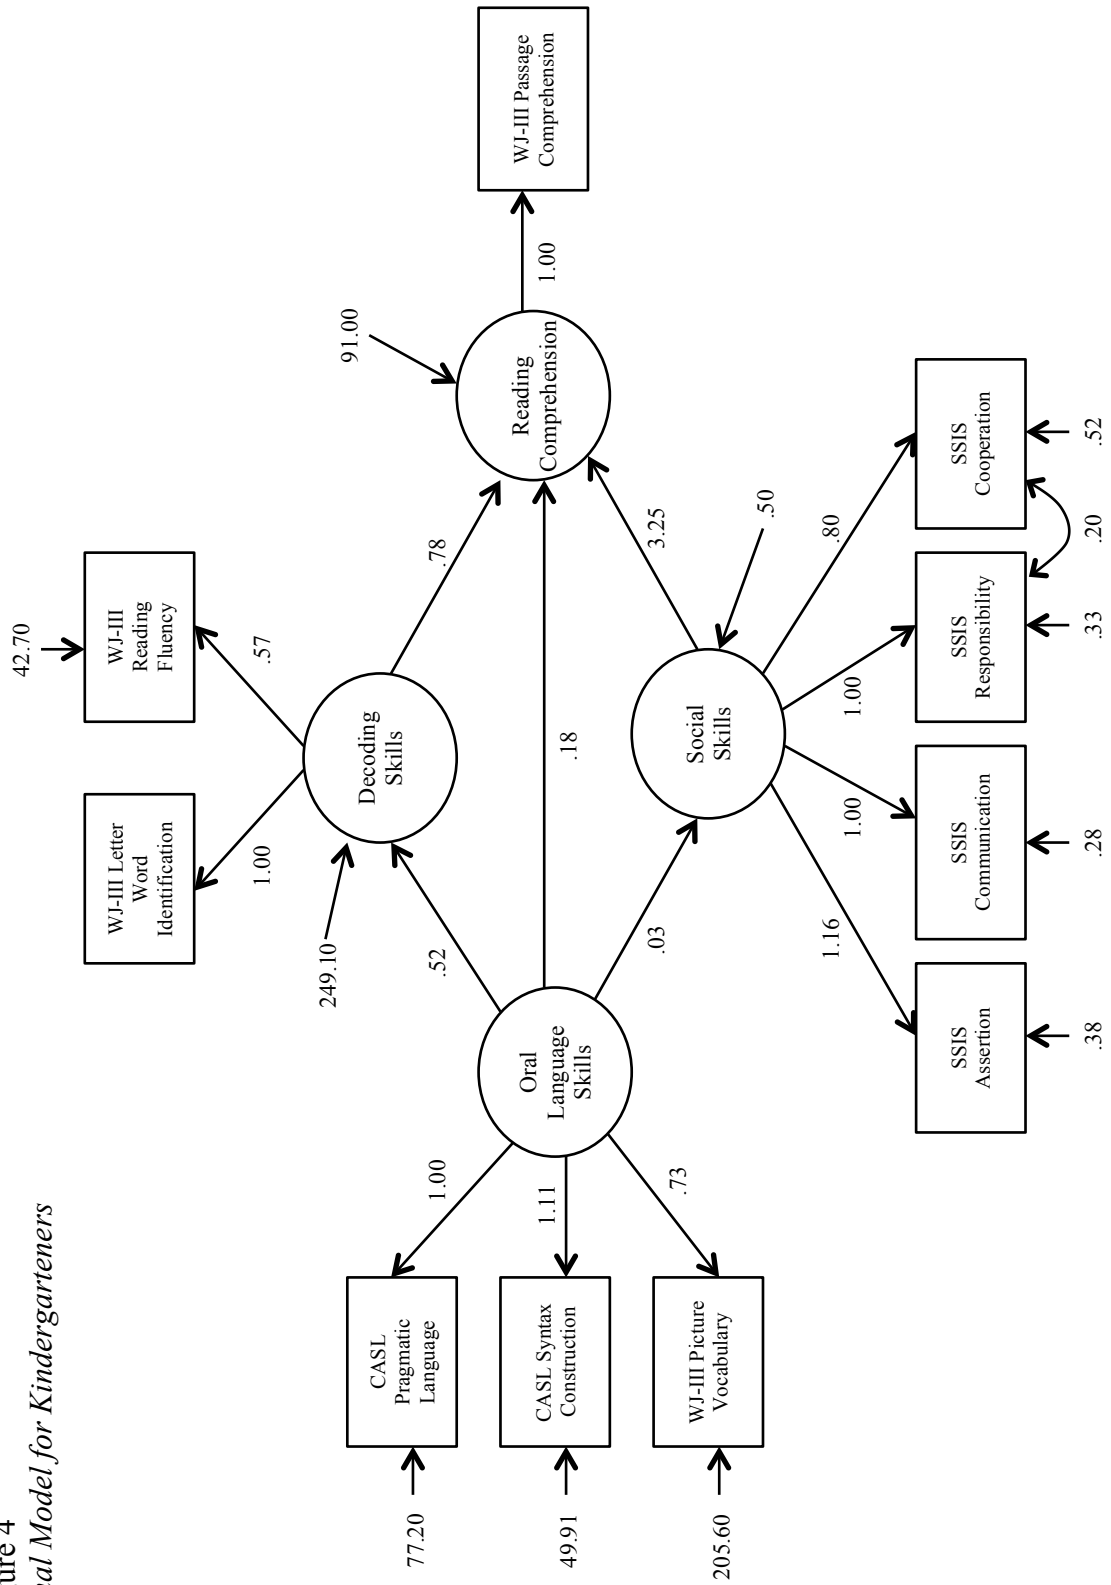 ure 4
nal Model for Kindergarteners
42.70
WJ-III Letter
Word
Identification
WJ-III
Reading
Fluency
1.00
.57
249.10
91.00
CASL
Pragmatic
Language
77.20
1.00
.52
Decoding
Skills
.78
CASL Syntax
Construction
49.91
1.11
Oral
Language
Skills
.18
Reading
Comprehension
1.00
WJ-III Passage
Comprehension
WJ-III Picture
Vocabulary
205.60
.73
.03
Social
Skills
3.25
.50
1.16
1.00
1.00
.80
SSIS
Assertion
SSIS
Communication
SSIS
Responsibility
SSIS
Cooperation
.38
.28
.33
.20
.52